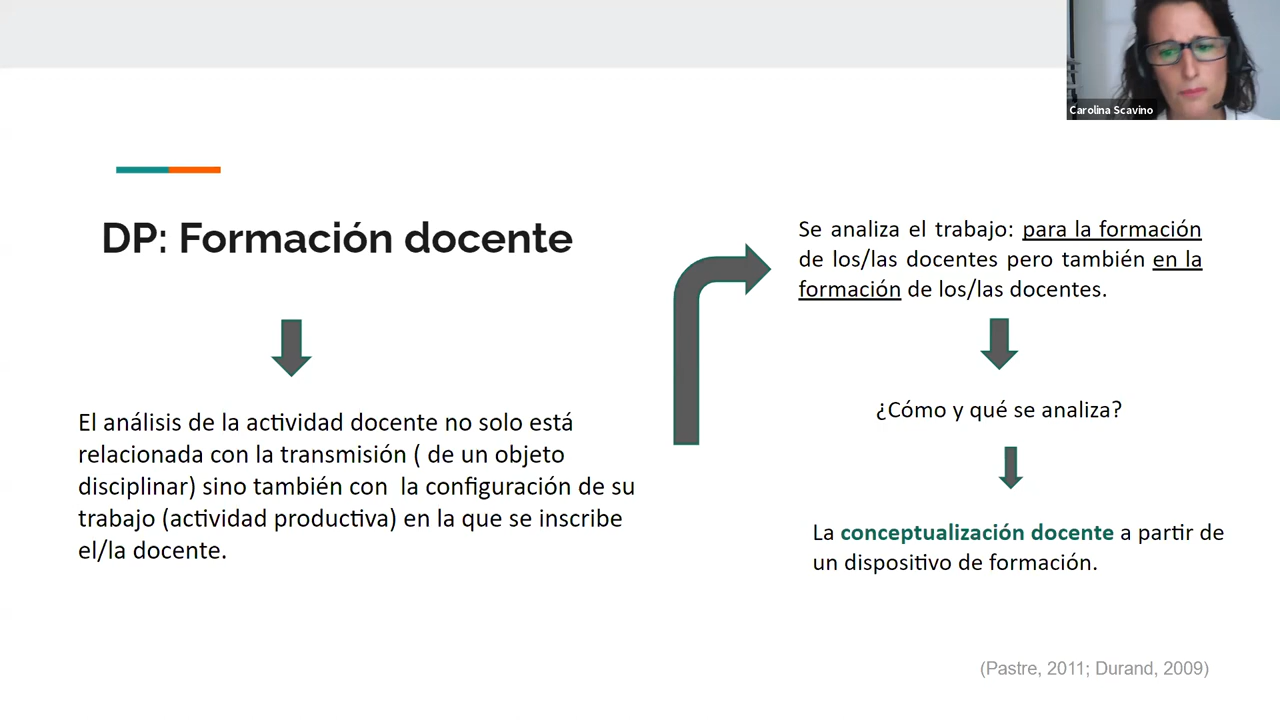 Carolina Scavino
DP: Formación docente
El análisis de la actividad docente no solo está
relacionada con la transmisión ( de un objeto
disciplinar) sino también con la configuración de su
trabajo (actividad productiva) en la que se inscribe
el/la docente.
Se analiza el trabajo: para la formación
de los/las docentes pero también en la
formación de los/las docentes.
¿Cómo y qué se analiza?
La conceptualización docente a partir de
un dispositivo de formación.
(Pastre, 2011; Durand, 2009)